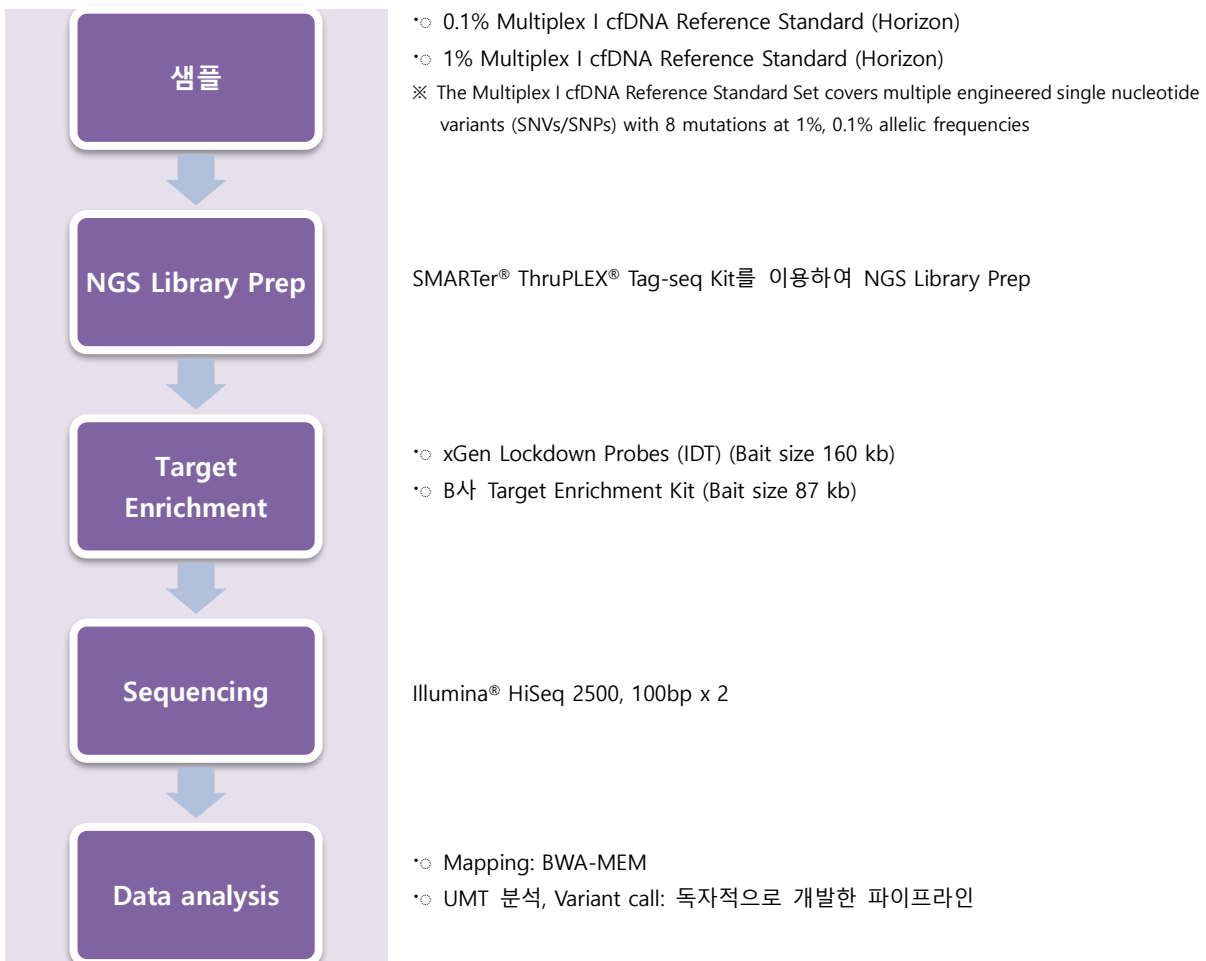 샘플
·◌ 0.1% Multiplex I cfDNA Reference Standard (Horizon)
·◌ 1% Multiplex I cfDNA Reference Standard (Horizon)
※ The Multiplex I cfDNA Reference Standard Set covers multiple engineered single nucleotide
variants (SNVs/SNPs) with 8 mutations at 1%, 0.1% allelic frequencies
NGS Library Prep
SMARTer® ThruPLEX® Tag-seq Kit를 이용하여 NGS Library Prep
Target
Enrichment
·◌ xGen Lockdown Probes (IDT) (Bait size 160 kb)
·◌ B사 Target Enrichment Kit (Bait size 87 kb)
Sequencing
Illumina® HiSeq 2500, 100bp x 2
Data analysis
·◌ Mapping: BWA-MEM
·◌ UMT 분석, Variant call: 독자적으로 개발한 파이프라인